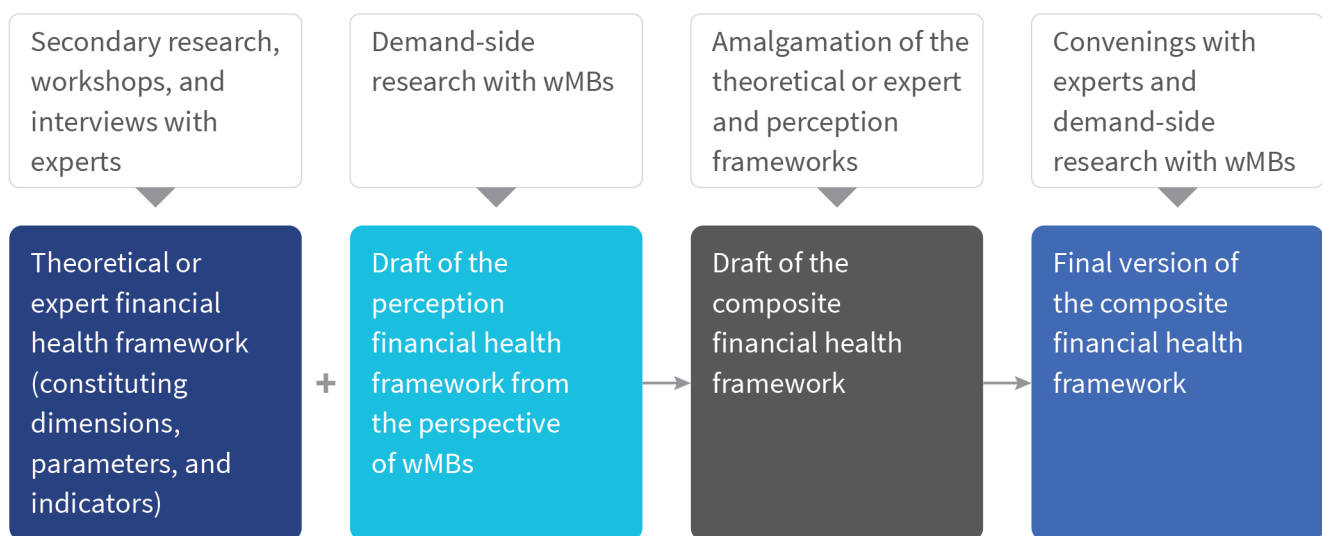 Secondary research,
workshops, and
interviews with
experts
Demand-side
research with wMBs
Amalgamation of the
theoretical or expert
and perception
frameworks
Convenings with
experts and
demand-side
research with wMBs
Theoretical or
expert financial
health framework
(constituting
dimensions,
parameters, and
indicators)
+
Draft of the
perception
financial health
framework from
the perspective
of wMBs
Draft of the
composite
financial health
framework
Final version of
the composite
financial health
framework